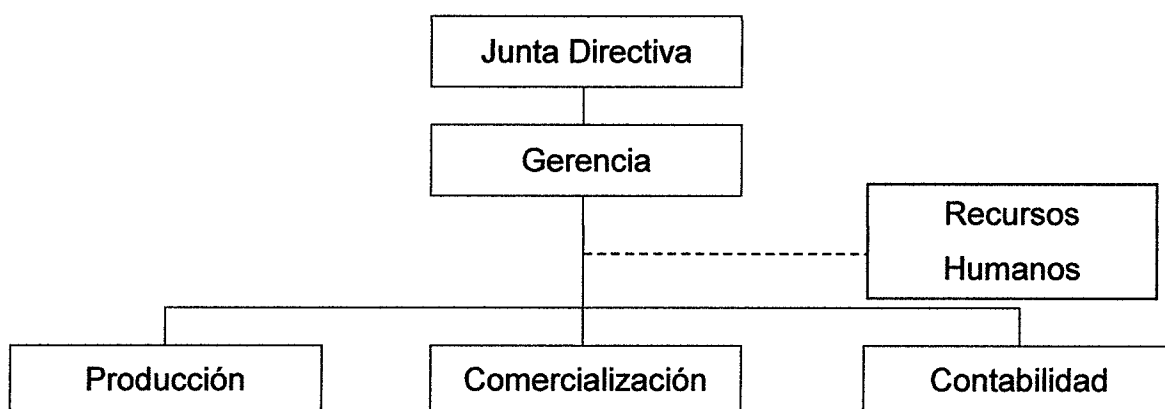 Junta Directiva
Gerencia
Recursos
Humanos
Producción
Comercialización
Contabilidad